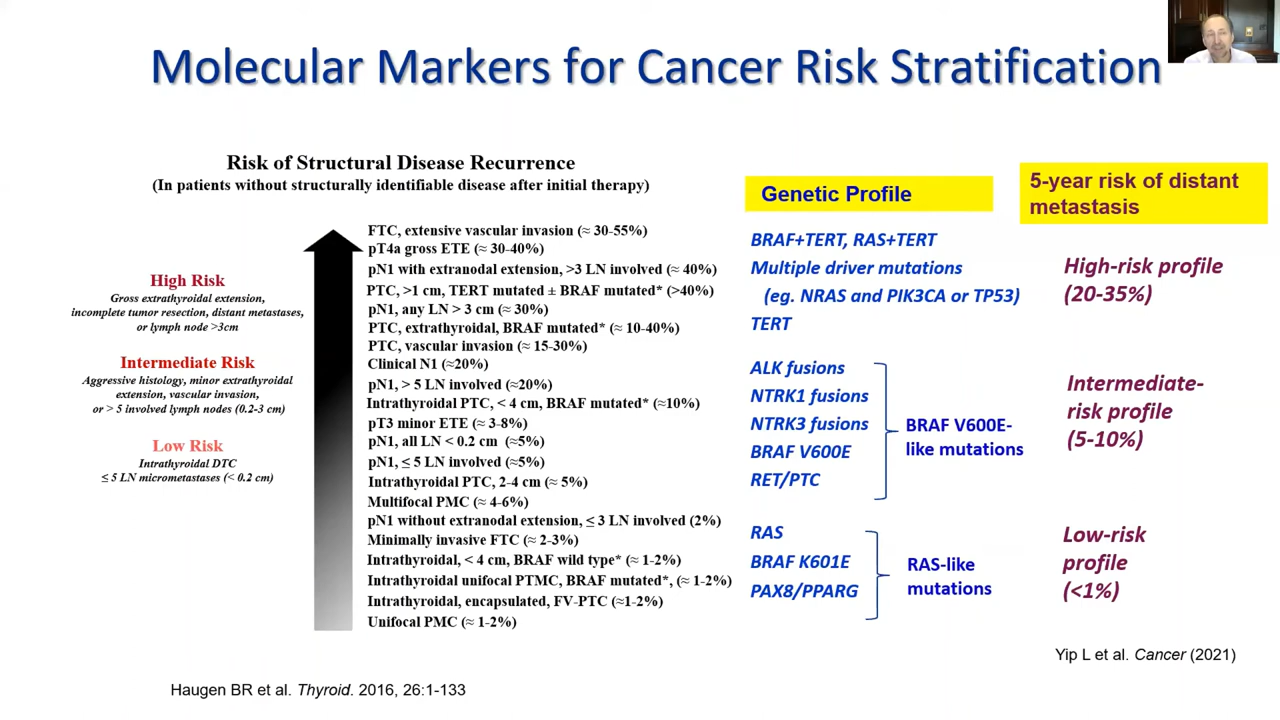 Molecular Markers for Cancer Risk Stratification
Risk of Structural Disease Recurrence
(In patients without structurally identifiable disease after initial therapy)
High Risk
Gross extrathyroidal extension,
incomplete tumor resection, distant metastases,
or lymph node >3cm
Intermediate Risk
Aggressive histology, minor extrathyroidal
extension, vascular invasion,
or > 5 involved lymph nodes (0.2-3 cm)
Low Risk
Intrathyroidal DTC
≤ 5 LN micrometastases (< 0.2 cm)
FTC, extensive vascular invasion (≈ 30-55%)
pT4a gross ETE (≈ 30-40%)
pN1 with extranodal extension, >3 LN involved (≈ 40%)
PTC, >1 cm, TERT mutated ± BRAF mutated* (>40%)
pN1, any LN > 3 cm (≈ 30%)
PTC, extrathyroidal, BRAF mutated* (≈ 10-40%)
PTC, vascular invasion (≈ 15-30%)
Clinical N1 (≈20%)
pN1, > 5 LN involved (≈20%)
Intrathyroidal PTC, < 4 cm, BRAF mutated* (≈10%)
pT3 minor ETE (≈ 3-8%)
pN1, all LN < 0.2 cm (≈5%)
pN1, ≤ 5 LN involved (≈5%)
Intrathyroidal PTC, 2-4 cm (≈ 5%)
Multifocal PMC (≈ 4-6%)
pN1 without extranodal extension, ≤ 3 LN involved (2%)
Minimally invasive FTC (≈ 2-3%)
Intrathyroidal, < 4 cm, BRAF wild type* (≈ 1-2%)
Intrathyroidal unifocal PTMC, BRAF mutated*, (≈ 1-2%)
Intrathyroidal, encapsulated, FV-PTC (≈1-2%)
Unifocal PMC (≈ 1-2%)
Genetic Profile
BRAF+TERT, RAS+TERT
Multiple driver mutations
(eg. NRAS and PIK3CA or TP53)
TERT
ALK fusions
NTRK1 fusions
NTRK3 fusions
BRAF V600E
RET/PTC
BRAF V600E-
like mutations
RAS
BRAF K601E
PAX8/PPARG
RAS-like
mutations
5-year risk of distant
metastasis
High-risk profile
(20-35%)
Intermediate-
risk profile
(5-10%)
Low-risk
profile
(<1%)
Yip L et al. Cancer (2021)
Haugen BR et al. Thyroid. 2016, 26:1-133